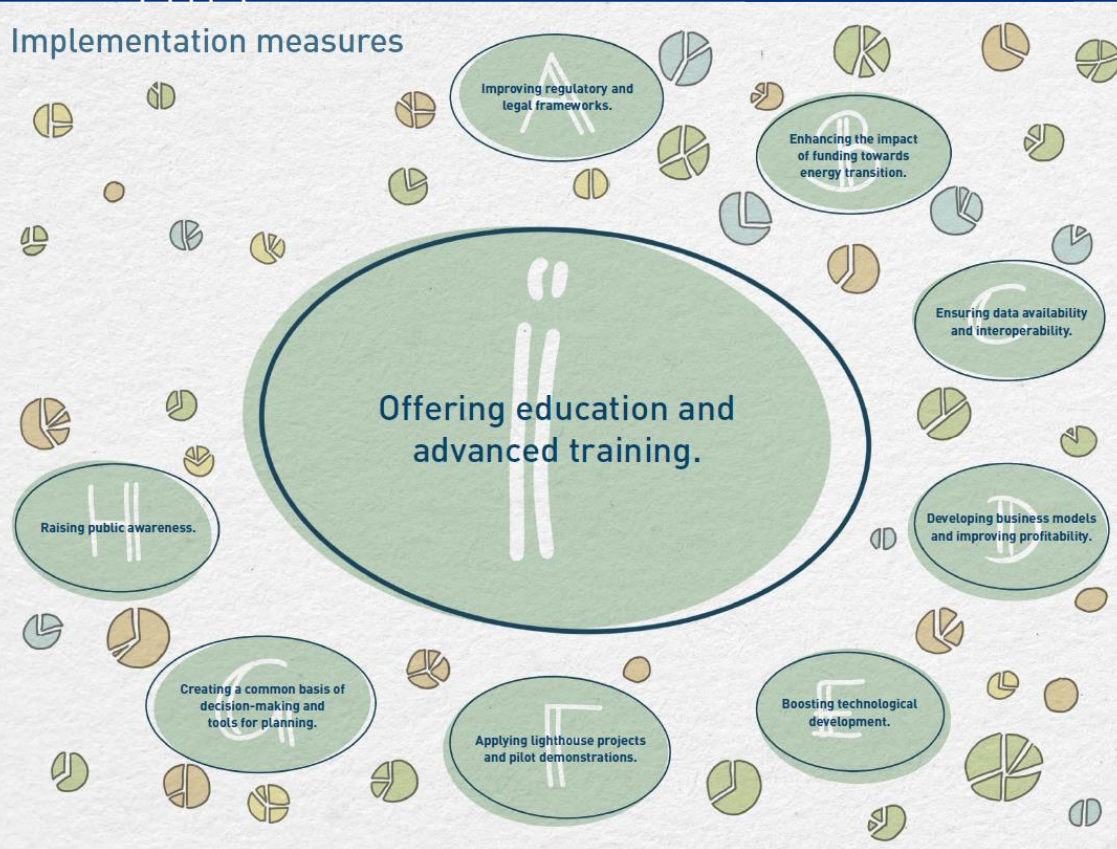 Implementation measures
A
Improving regulatory and
legal frameworks.
B
Enhancing the impact
of funding towards
energy transition.
C
Ensuring data availability
and interoperability.
D
Developing business models
and improving profitability.
E
Boosting technological
development.
F
Applying lighthouse projects
and pilot demonstrations.
G
Creating a common basis of
decision-making and
tools for planning.
H
Raising public awareness.
i
Offering education and
advanced training.